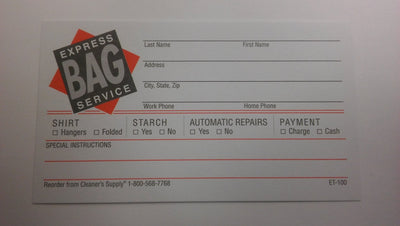 EXPRESS
BAG
SERVICE
Last Name First Name
Address
City, State, Zip
Work Phone Home Phone
SHIRT STARCH AUTOMATIC REPAIRS PAYMENT
☐ Hangers ☐ Folded ☐ Yes ☐ No ☐ Yes ☐ No ☐ Charge ☐ Cash
SPECIAL INSTRUCTIONS
Reorder from Cleaner's Supply® 1-800-568-7768 ET-100